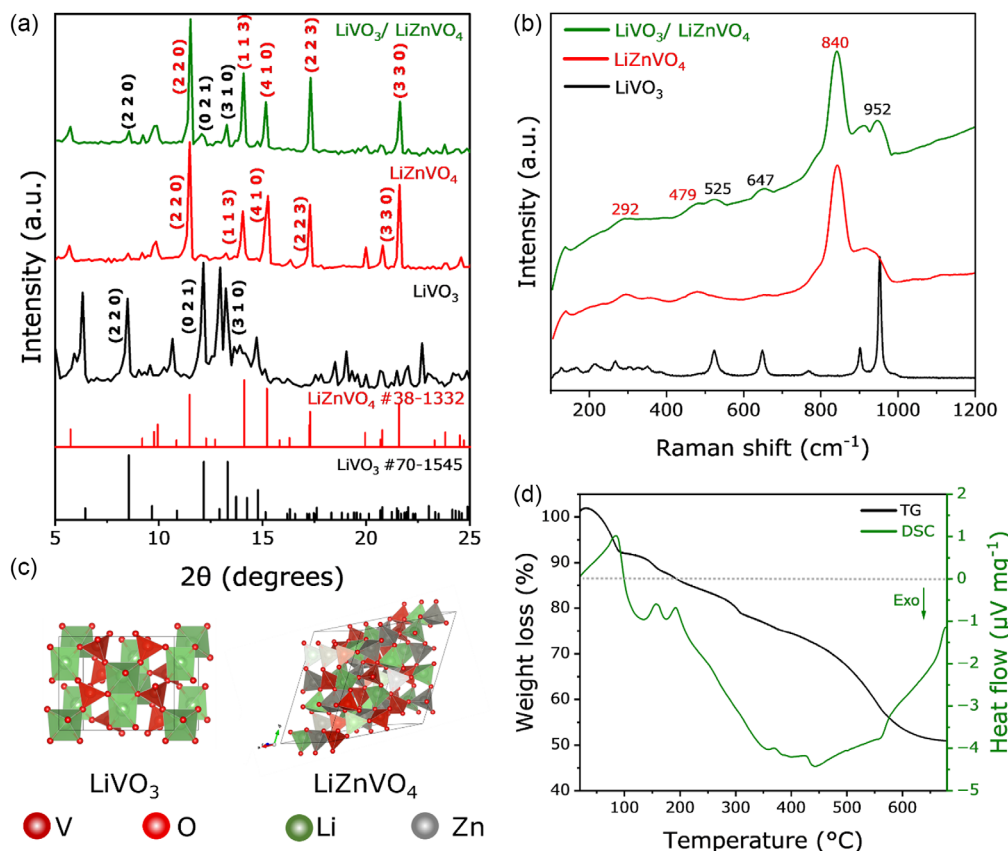 (a)
LiVO₃/ LiZnVO₄
(2 2 0)
(2 2 0)
(0 2 1)
(3 1 0)
(1 1 3)
(4 1 0)
(2 2 3)
(3 3 0)
LiZnVO₄
(2 2 0)
(1 1 3)
(4 1 0)
(2 2 3)
(3 3 0)
LiVO₃
(2 2 0)
(0 2 1)
(3 1 0)
LiZnVO₄ #38-1332
LiVO₃ #70-1545
Intensity (a.u.)
5 10 15 20 25
2θ (degrees)
(b)
LiVO₃/ LiZnVO₄
LiZnVO₄
LiVO₃
840
952
647
525
479
292
Intensity (a.u.)
200 400 600 800 1000 1200
Raman shift (cm⁻¹)
(c)
LiVO₃
LiZnVO₄
V O Li Zn
(d)
TG
DSC
Exo
Weight loss (%)
100
90
80
70
60
50
40
100 200 300 400 500 600
Temperature (°C)
2
1
0
−1
−2
−3
−4
−5
Heat flow (μV mg⁻¹)